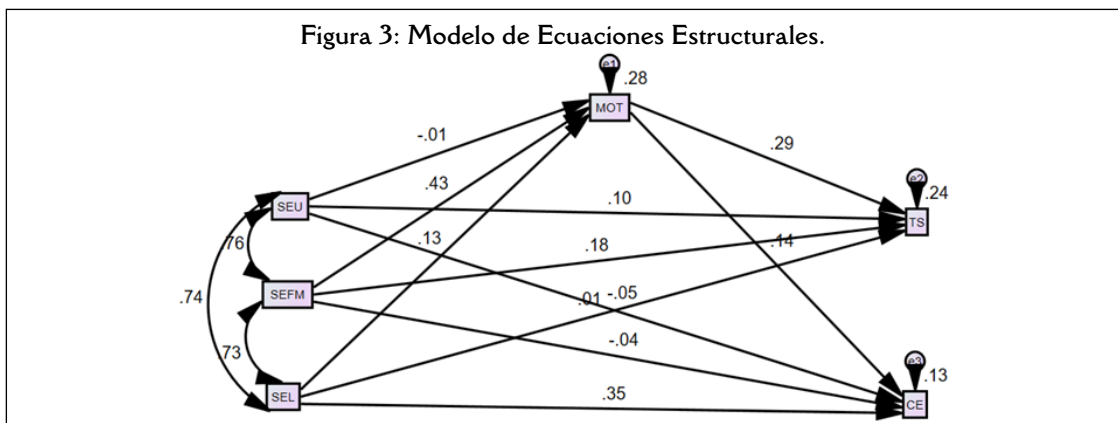 Figura 3: Modelo de Ecuaciones Estructurales.
e1
.28
MOT
-.01
.29
.43
e2
.24
SEU
.10
TS
.76
.13
.18
.14
SEFM
.74
.01
-.05
-.04
.73
e3
.13
SEL
.35
CE